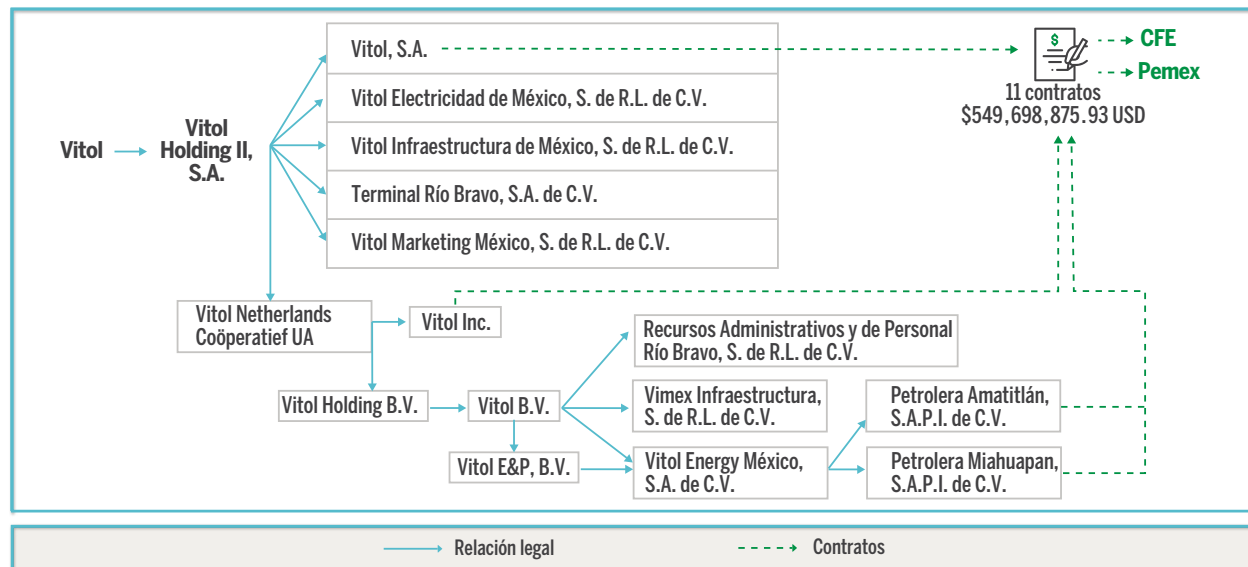 Vitol
Vitol
Holding II,
S.A.
Vitol, S.A.
Vitol Electricidad de México, S. de R.L. de C.V.
Vitol Infraestructura de México, S. de R.L. de C.V.
Terminal Río Bravo, S.A. de C.V.
Vitol Marketing México, S. de R.L. de C.V.
$
CFE
Pemex
11 contratos
$549,698,875.93 USD
Vitol Netherlands
Coöperatief UA
Vitol Inc.
Recursos Administrativos y de Personal
Río Bravo, S. de R.L. de C.V.
Vitol Holding B.V.
Vitol B.V.
Vimex Infraestructura,
S. de R.L. de C.V.
Petrolera Amatitlán,
S.A.P.I. de C.V.
Vitol E&P, B.V.
Vitol Energy México,
S.A. de C.V.
Petrolera Miahuapan,
S.A.P.I. de C.V.
Relación legal
Contratos